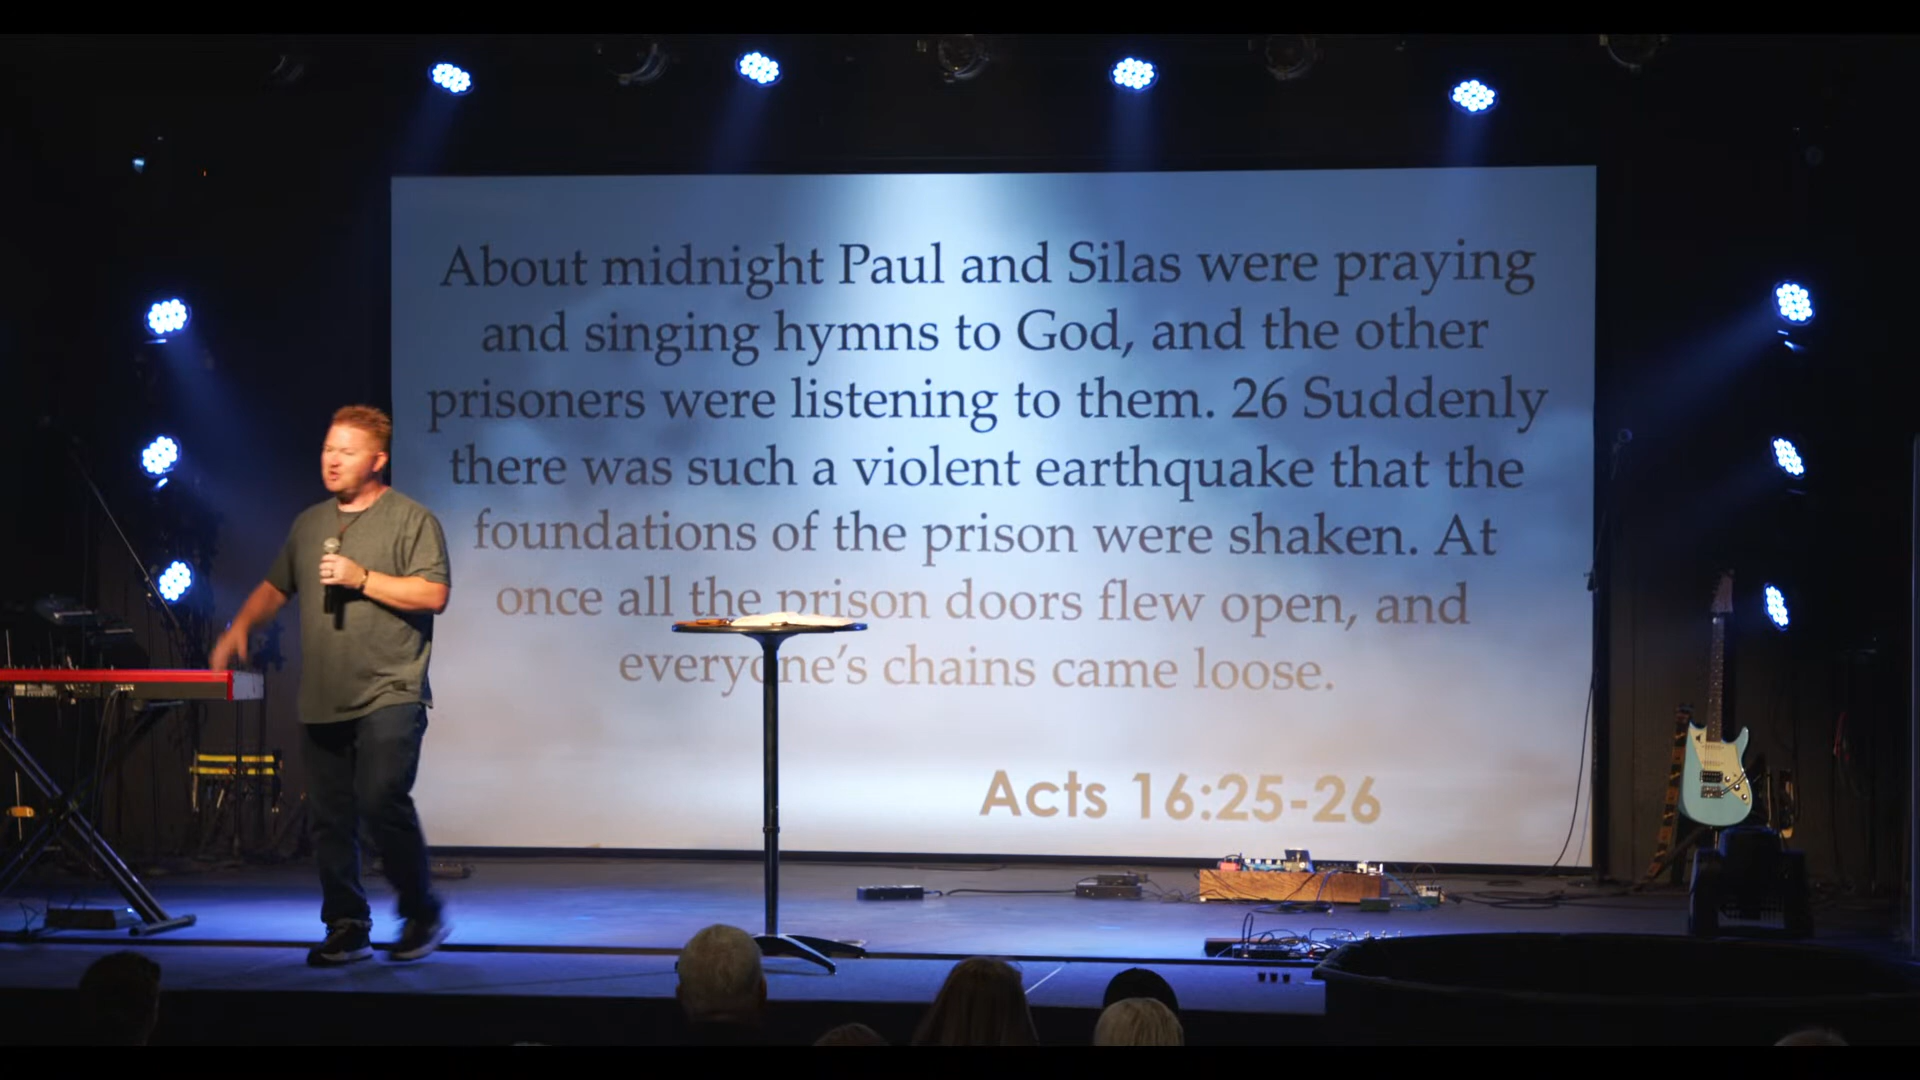 About midnight Paul and Silas were praying
and singing hymns to God, and the other
prisoners were listening to them. 26 Suddenly
there was such a violent earthquake that the
foundations of the prison were shaken. At
once all the prison doors flew open, and
everyone’s chains came loose.
Acts 16:25-26